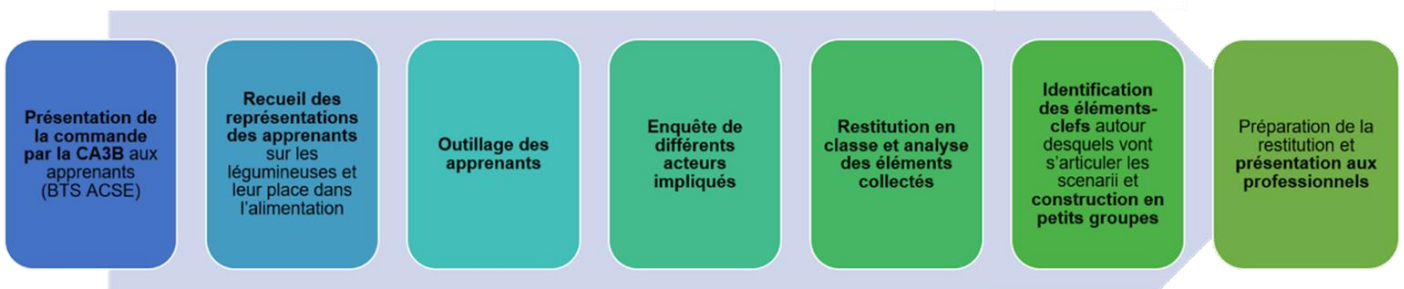 Présentation de
la commande
par la CA3B aux
apprenants
(BTS ACSE)
Recueil des
représentations
des apprenants
sur les
légumineuses et
leur place dans
l'alimentation
Outillage des
apprenants
Enquête de
différents
acteurs
impliqués
Restitution en
classe et analyse
des éléments
collectés
Identification
des éléments-
clefs autour
desquels vont
s'articuler les
scenarii et
construction en
petits groupes
Préparation de la
restitution et
présentation aux
professionnels